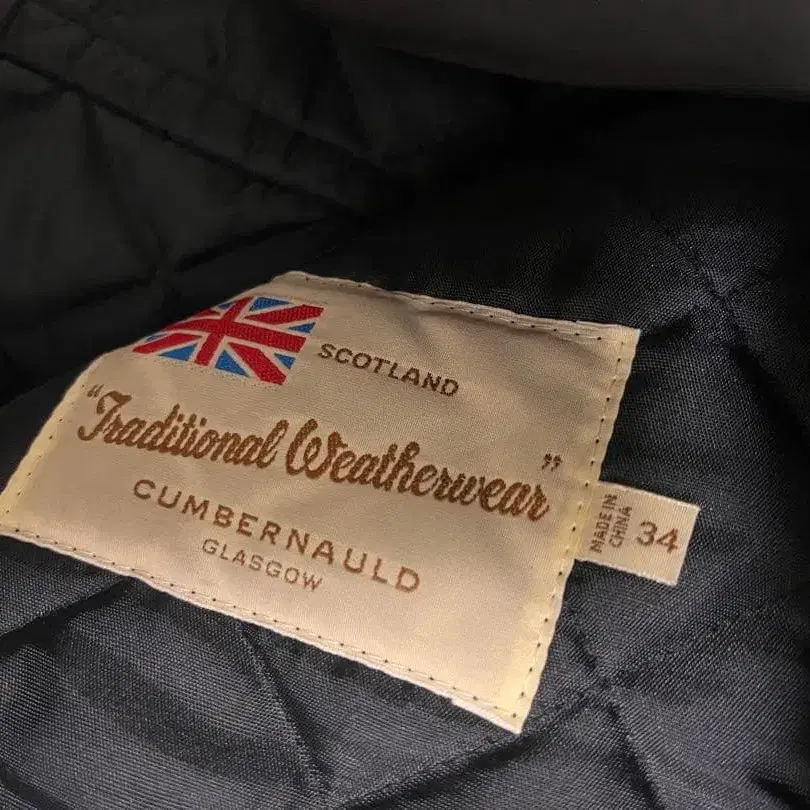 SCOTLAND
"Traditional Weatherwear"
CUMBERNAULD
GLASGOW
MADE IN
CHINA
34